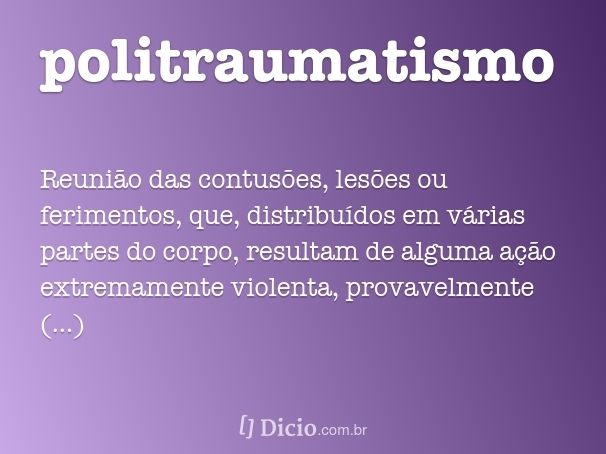 politraumatismo
Reunião das contusões, lesões ou
ferimentos, que, distribuídos em várias
partes do corpo, resultam de alguma ação
extremamente violenta, provavelmente
(...)
[] Dicio.com.br